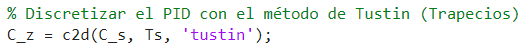 % Discretizar el PID con el método de Tustin (Trapecios)
C_z = c2d(C_s, Ts, 'tustin');